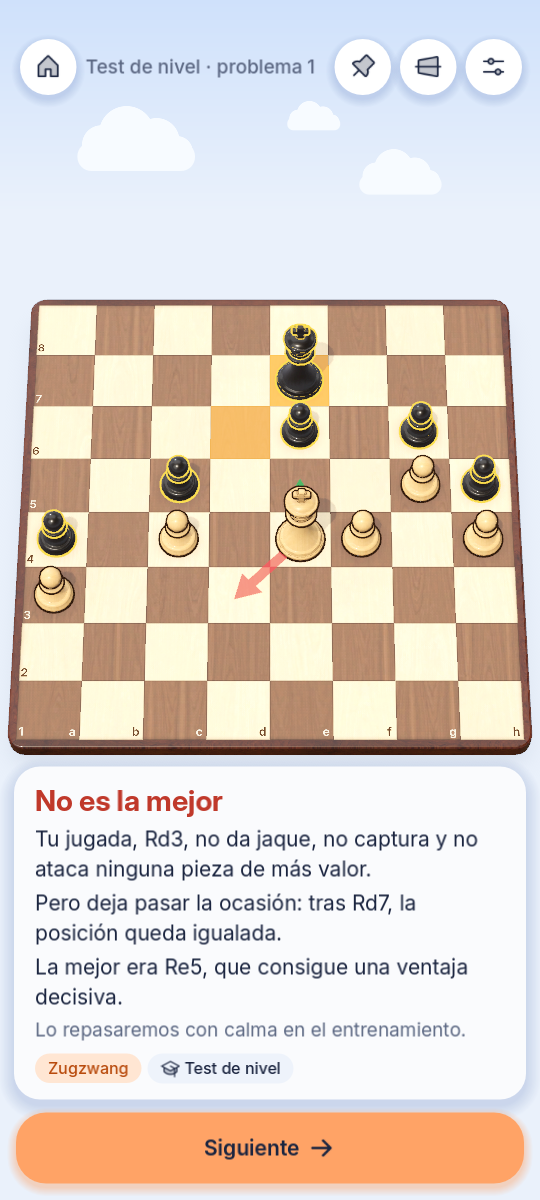 Test de nivel · problema 1
8
7
6
5
4
3
2
1 a b c d e f g h
No es la mejor
Tu jugada, Rd3, no da jaque, no captura y no
ataca ninguna pieza de más valor.
Pero deja pasar la ocasión: tras Rd7, la
posición queda igualada.
La mejor era Re5, que consigue una ventaja
decisiva.
Lo repasaremos con calma en el entrenamiento.
Zugzwang Test de nivel
Siguiente →